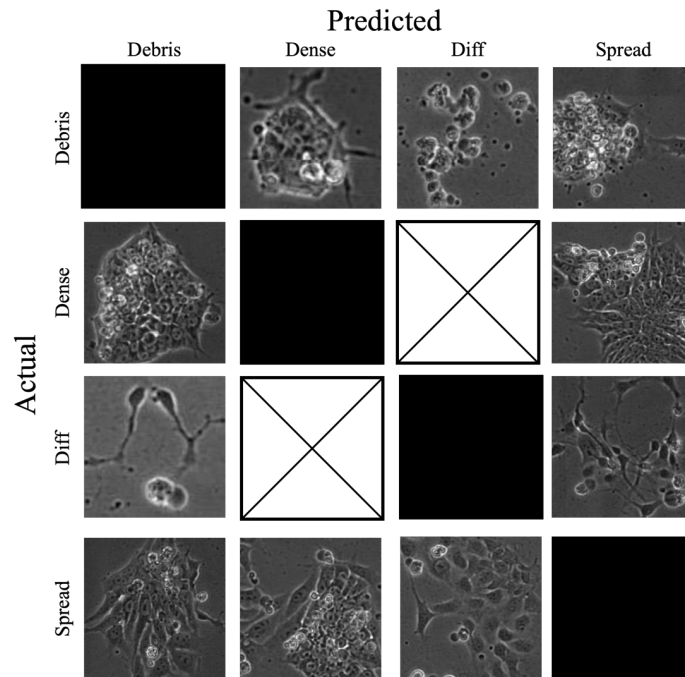 Predicted
Debris Dense Diff Spread
Actual
Debris
Dense
Diff
Spread